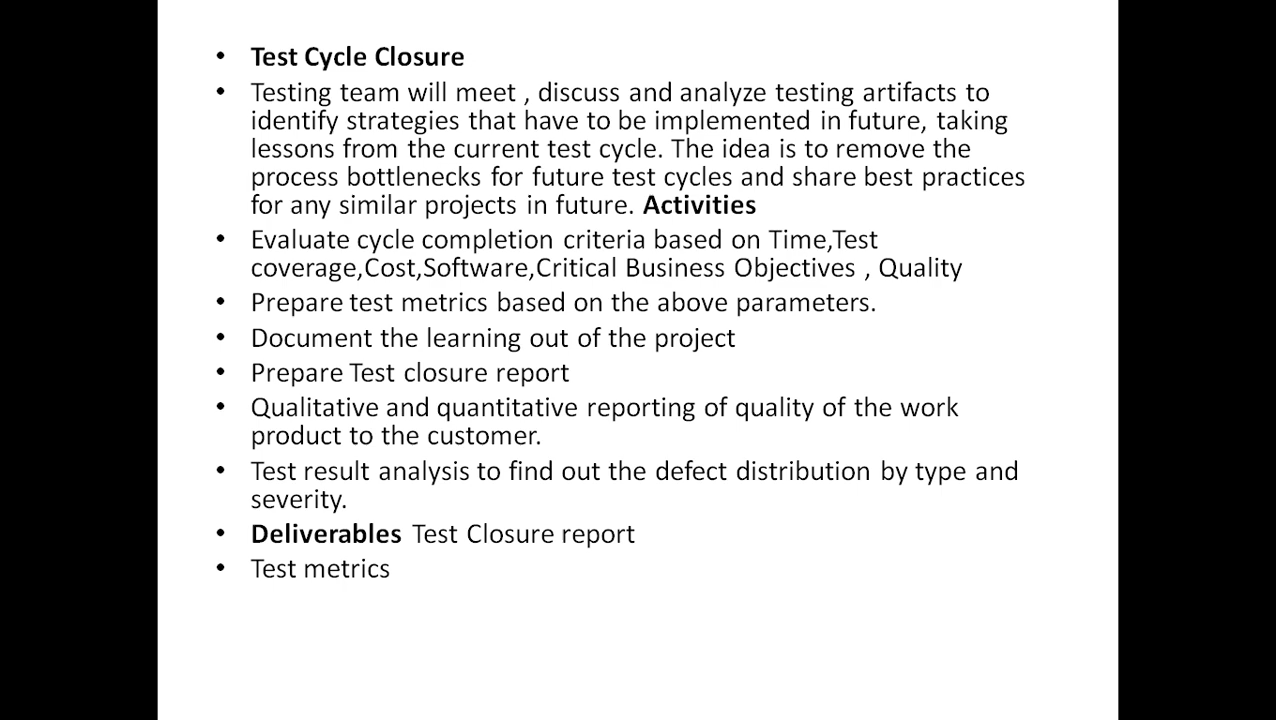 • Test Cycle Closure
• Testing team will meet , discuss and analyze testing artifacts to
identify strategies that have to be implemented in future, taking
lessons from the current test cycle. The idea is to remove the
process bottlenecks for future test cycles and share best practices
for any similar projects in future. Activities
• Evaluate cycle completion criteria based on Time,Test
coverage,Cost,Software,Critical Business Objectives , Quality
• Prepare test metrics based on the above parameters.
• Document the learning out of the project
• Prepare Test closure report
• Qualitative and quantitative reporting of quality of the work
product to the customer.
• Test result analysis to find out the defect distribution by type and
severity.
• Deliverables Test Closure report
• Test metrics